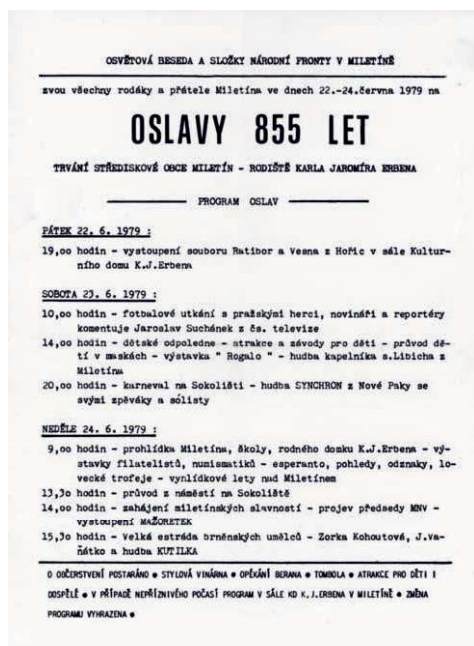 OSVĚTOVÁ BESEDA A SLOŽKY NÁRODNÍ FRONTY V MILETÍNĚ
zvou všechny rodáky a přátele Miletína ve dnech 22.-24.června 1979 na
OSLAVY 855 LET
TRVÁNÍ STŘEDISKOVÉ OBCE MILETÍN - RODIŠTĚ KARLA JAROMÍRA ERBENA
PROGRAM OSLAV
PÁTEK 22. 6. 1979 :
19,oo hodin - vystoupení souboru Ratibor a Vesna z Hořic v sále Kultur-
ního domu K.J.Erbena
SOBOTA 23. 6. 1979 :
10,oo hodin - fotbalové utkání s pražskými herci, novináři a reportéry
komentuje Jaroslav Suchánek z čs. televize
14,oo hodin - dětské odpoledne - atrakce a závody pro děti - průvod dě-
tí v maskách - výstavka " Rogalo " - hudba kapelníka s.Libicha z
Miletína
20,oo hodin - karneval na Sokolišti - hudba SYNCHRON z Nové Paky se
svými zpěváky a sólisty
NEDĚLE 24. 6. 1979 :
9,oo hodin - prohlídka Miletína, školy, rodného domku K.J.Erbena - vý-
stavky filatelistů, numismatiků - esperanto, pohledy, odznaky, lo-
vecké trofeje - vyhlídkové lety nad Miletínem
13,3o hodin - průvod z náměstí na Sokoliště
14,oo hodin - zahájení miletínských slavností - projev předsedy MNV -
vystoupení MAŽORETEK
15,3o hodin - Velká estráda brněnských umělců - Zorka Kohoutová, J.Va-
ňátko a hudba KUTILKA
O OBČERSTVENÍ POSTARÁNO ● STYLOVÁ VINÁRNA ● OPÉKÁNÍ BERANA ● TOMBOLA ● ATRAKCE PRO DĚTI I
DOSPĚLÉ ● V PŘÍPADĚ NEPŘÍZNIVÉHO POČASÍ PROGRAM V SÁLE KD K.J.ERBENA V MILETÍNĚ ● ZMĚNA
PROGRAMU VYHRAZENA ●